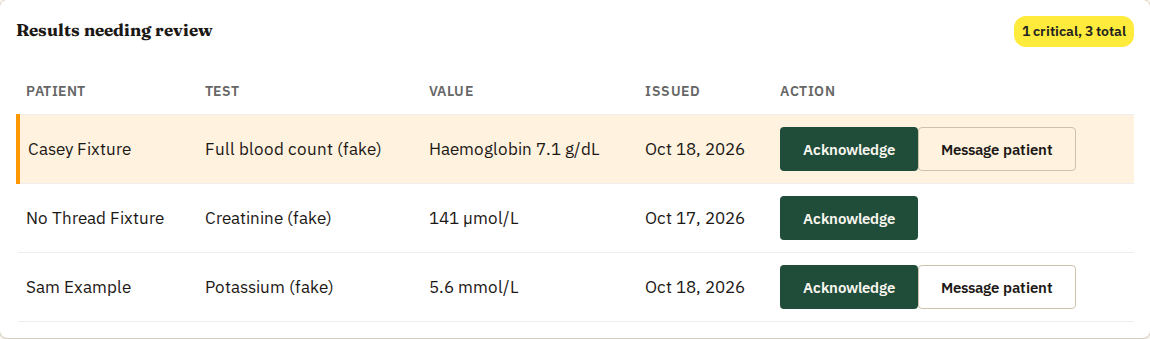 Results needing review
1 critical, 3 total
PATIENT TEST VALUE ISSUED ACTION
Casey Fixture Full blood count (fake) Haemoglobin 7.1 g/dL Oct 18, 2026 Acknowledge Message patient
No Thread Fixture Creatinine (fake) 141 μmol/L Oct 17, 2026 Acknowledge
Sam Example Potassium (fake) 5.6 mmol/L Oct 18, 2026 Acknowledge Message patient